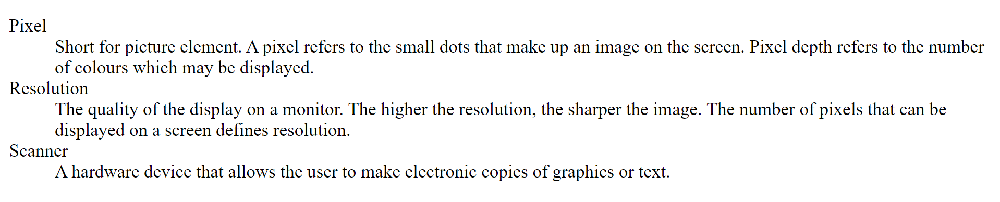 Pixel
Short for picture element. A pixel refers to the small dots that make up an image on the screen. Pixel depth refers to the number
of colours which may be displayed.
Resolution
The quality of the display on a monitor. The higher the resolution, the sharper the image. The number of pixels that can be
displayed on a screen defines resolution.
Scanner
A hardware device that allows the user to make electronic copies of graphics or text.